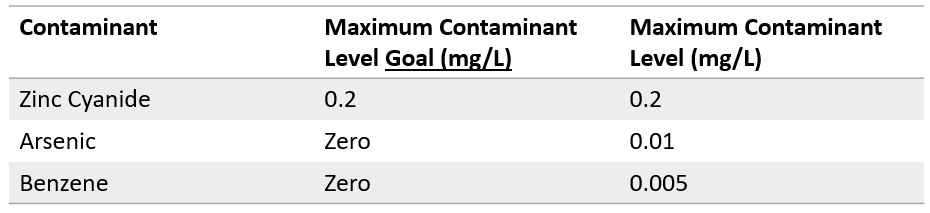 Contaminant Maximum Contaminant Maximum Contaminant
Level Goal (mg/L) Level (mg/L)
Zinc Cyanide 0.2 0.2
Arsenic Zero 0.01
Benzene Zero 0.005